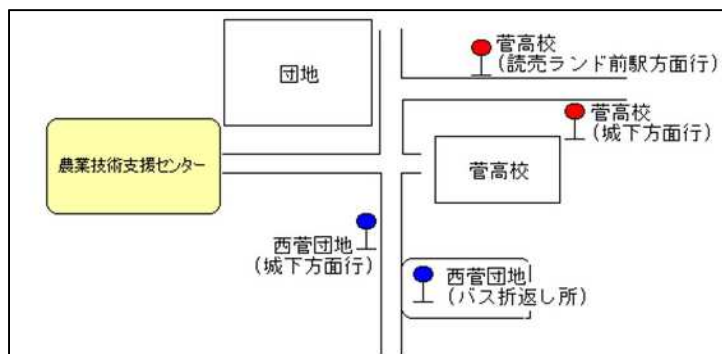 菅高校
(読売ランド前駅方面行)
団地
菅高校
(城下方面行)
農業技術支援センター
菅高校
西菅団地
(城下方面行)
西菅団地
(バス折返し所)